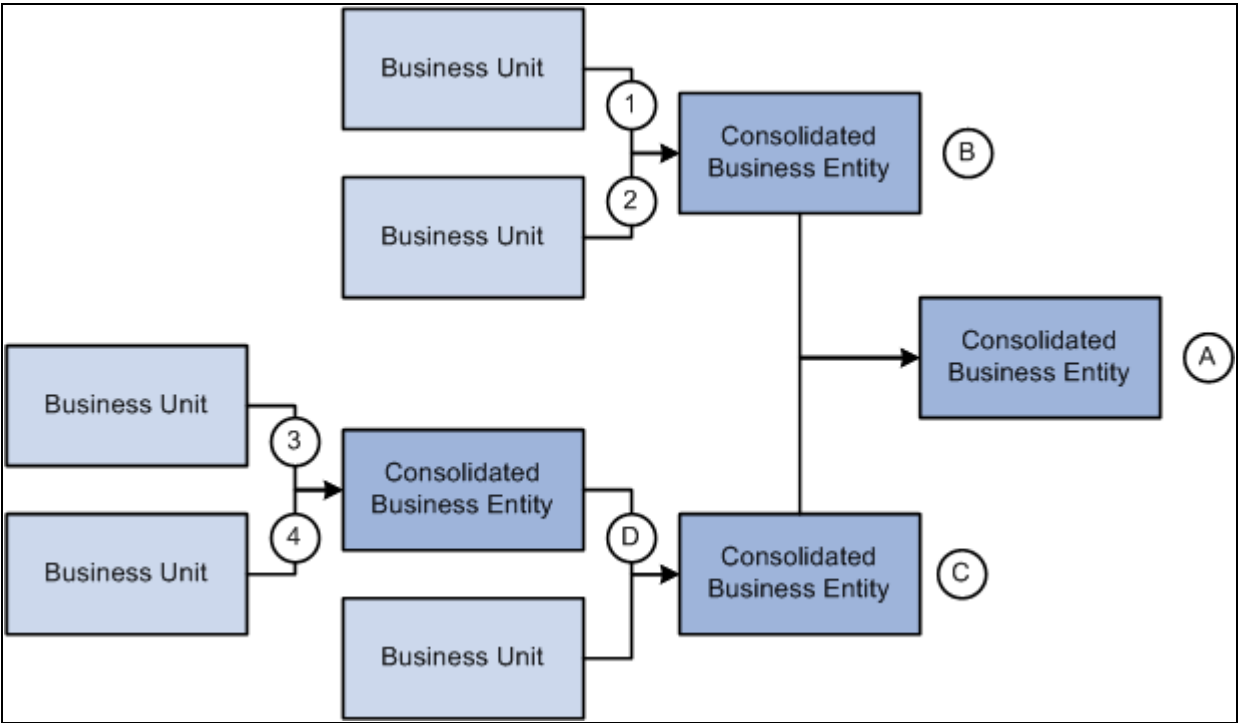 Business Unit
1
Consolidated
Business Entity
B
2
Business Unit
Consolidated
Business Entity
A
Business Unit
3
Consolidated
Business Entity
4
D
Business Unit
Consolidated
Business Entity
C
Business Unit